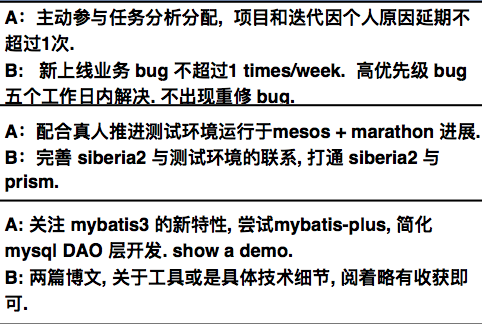 A：主动参与任务分析分配, 项目和迭代因个人原因延期不
超过1次.
B:   新上线业务 bug 不超过1 times/week.  高优先级 bug
五个工作日内解决. 不出现重修 bug.
A：配合真人推进测试环境运行于mesos + marathon 进展.
B：完善 siberia2 与测试环境的联系, 打通 siberia2 与
prism.
A: 关注 mybatis3 的新特性, 尝试mybatis-plus, 简化
mysql DAO 层开发. show a demo.
B: 两篇博文, 关于工具或是具体技术细节, 阅着略有收获即
可.